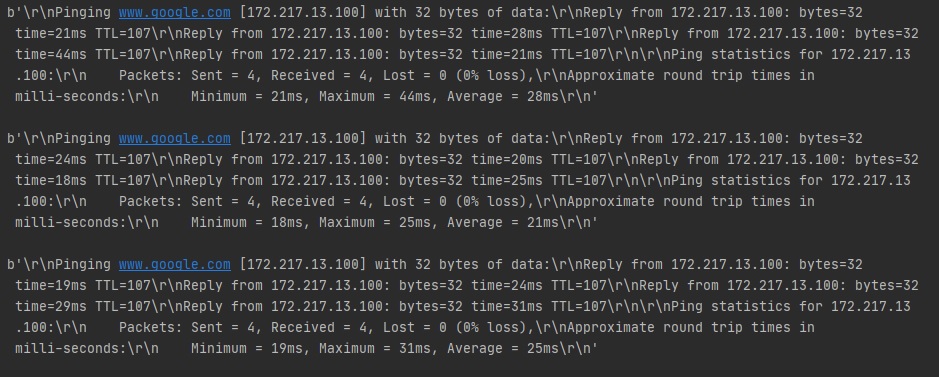 b'\r\nPinging www.google.com [172.217.13.100] with 32 bytes of data:\r\nReply from 172.217.13.100: bytes=32
time=21ms TTL=107\r\nReply from 172.217.13.100: bytes=32 time=28ms TTL=107\r\nReply from 172.217.13.100: bytes=32
time=44ms TTL=107\r\nReply from 172.217.13.100: bytes=32 time=21ms TTL=107\r\n\r\nPing statistics for 172.217.13
.100:\r\n    Packets: Sent = 4, Received = 4, Lost = 0 (0% loss),\r\nApproximate round trip times in
milli-seconds:\r\n    Minimum = 21ms, Maximum = 44ms, Average = 28ms\r\n'
b'\r\nPinging www.google.com [172.217.13.100] with 32 bytes of data:\r\nReply from 172.217.13.100: bytes=32
time=24ms TTL=107\r\nReply from 172.217.13.100: bytes=32 time=20ms TTL=107\r\nReply from 172.217.13.100: bytes=32
time=18ms TTL=107\r\nReply from 172.217.13.100: bytes=32 time=25ms TTL=107\r\n\r\nPing statistics for 172.217.13
.100:\r\n    Packets: Sent = 4, Received = 4, Lost = 0 (0% loss),\r\nApproximate round trip times in
milli-seconds:\r\n    Minimum = 18ms, Maximum = 25ms, Average = 21ms\r\n'
b'\r\nPinging www.google.com [172.217.13.100] with 32 bytes of data:\r\nReply from 172.217.13.100: bytes=32
time=19ms TTL=107\r\nReply from 172.217.13.100: bytes=32 time=24ms TTL=107\r\nReply from 172.217.13.100: bytes=32
time=29ms TTL=107\r\nReply from 172.217.13.100: bytes=32 time=31ms TTL=107\r\n\r\nPing statistics for 172.217.13
.100:\r\n    Packets: Sent = 4, Received = 4, Lost = 0 (0% loss),\r\nApproximate round trip times in
milli-seconds:\r\n    Minimum = 19ms, Maximum = 31ms, Average = 25ms\r\n'